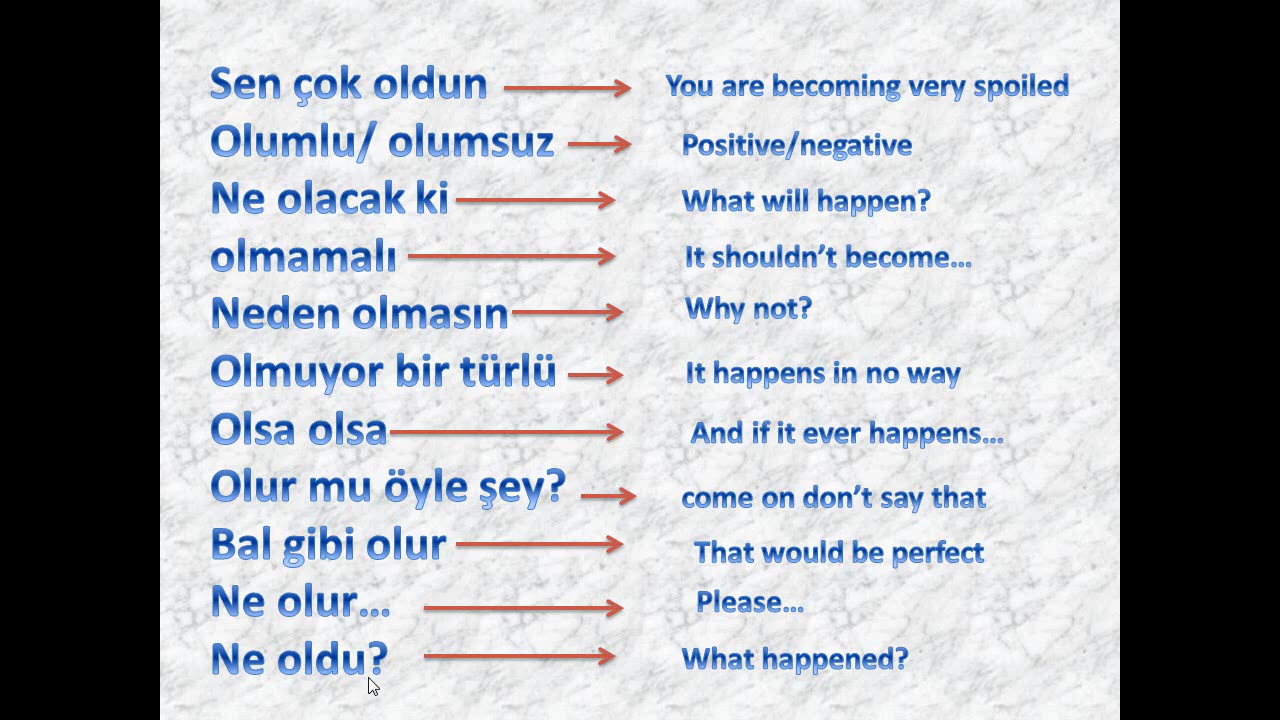 Sen çok oldun You are becoming very spoiled
Olumlu/ olumsuz Positive/negative
Ne olacak ki What will happen?
olmamalı It shouldn’t become...
Neden olmasın Why not?
Olmuyor bir türlü It happens in no way
Olsa olsa And if it ever happens...
Olur mu öyle şey? come on don’t say that
Bal gibi olur That would be perfect
Ne olur... Please...
Ne oldu? What happened?